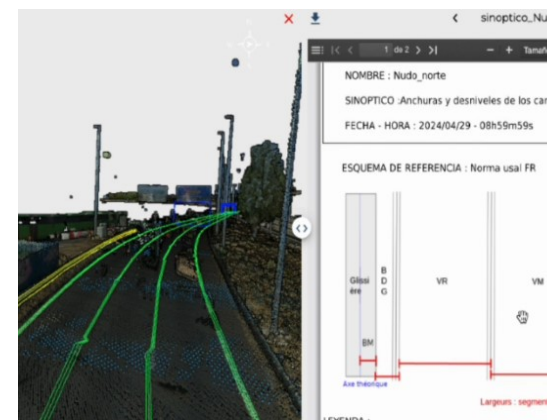 sinoptico_Nu
1 de 2
Tamañ
NOMBRE : Nudo_norte
SINOPTICO :Anchuras y desniveles de los car
FECHA - HORA : 2024/04/29 - 08h59m59s
ESQUEMA DE REFERENCIA : Norma usal FR
Glissi
ère
B
D
G
VR
VM
BM
Axe théorique
Largeurs : segment
LEYENDA :